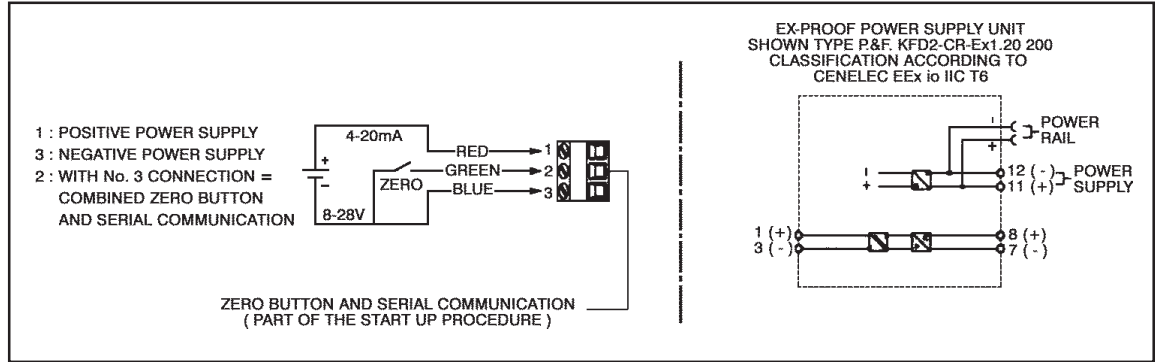 1 : POSITIVE POWER SUPPLY
3 : NEGATIVE POWER SUPPLY
2 : WITH No. 3 CONNECTION =
COMBINED ZERO BUTTON
AND SERIAL COMMUNICATION
4-20mA
+
-
ZERO
8-28V
RED
GREEN
BLUE
1
2
3
ZERO BUTTON AND SERIAL COMMUNICATION
( PART OF THE START UP PROCEDURE )
EX-PROOF POWER SUPPLY UNIT
SHOWN TYPE P.&F. KFD2-CR-Ex1.20 200
CLASSIFICATION ACCORDING TO
CENELEC EEx io IIC T6
-
+
POWER
RAIL
-
+
12 (-)
11 (+)
POWER
SUPPLY
1 (+)
3 (-)
8 (+)
7 (-)